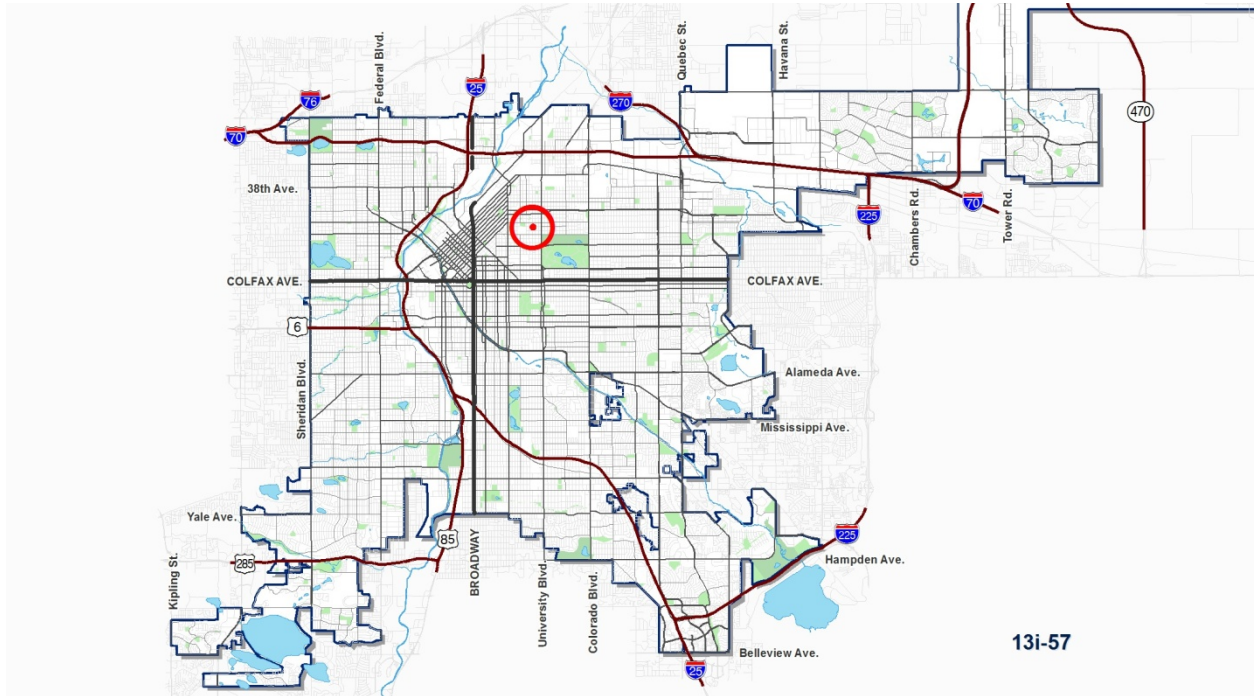 Federal Blvd.
Quebec St.
Havana St.
25
76
270
70
470
38th Ave.
225
Chambers Rd.
70
Tower Rd.
COLFAX AVE.
COLFAX AVE.
6
Sheridan Blvd.
Alameda Ave.
Mississippi Ave.
Yale Ave.
85
BROADWAY
225
285
Hampden Ave.
Kipling St.
University Blvd.
Colorado Blvd.
13i-57
Belleview Ave.
25